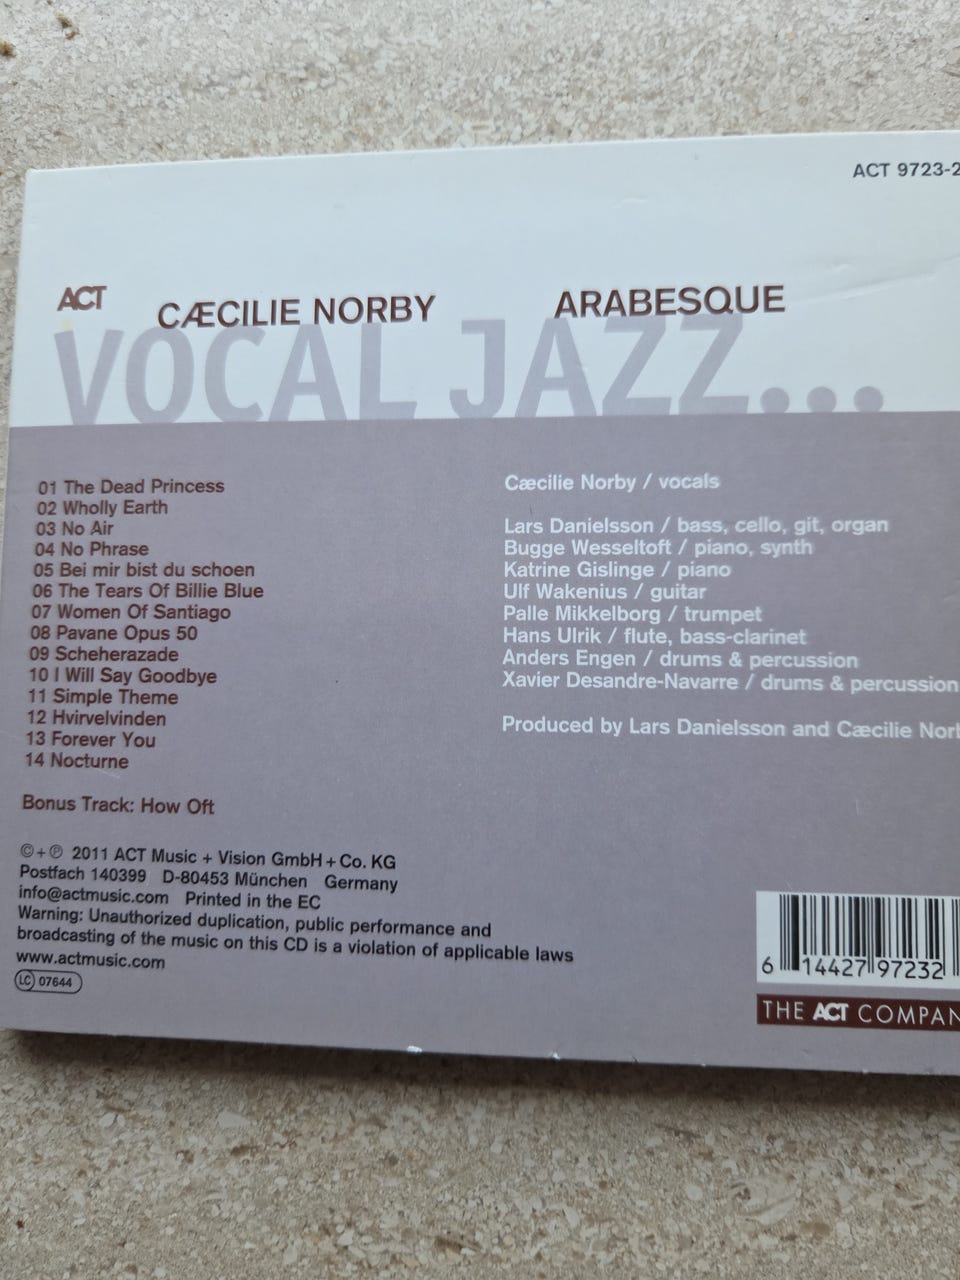 ACT 9723-2
ACT CÆCILIE NORBY ARABESQUE
VOCAL JAZZ...
01 The Dead Princess
02 Wholly Earth
03 No Air
04 No Phrase
05 Bei mir bist du schoen
06 The Tears Of Billie Blue
07 Women Of Santiago
08 Pavane Opus 50
09 Scheherazade
10 I Will Say Goodbye
11 Simple Theme
12 Hvirvelvinden
13 Forever You
14 Nocturne
Bonus Track: How Oft
Cæcilie Norby / vocals
Lars Danielsson / bass, cello, git, organ
Bugge Wesseltoft / piano, synth
Katrine Gislinge / piano
Ulf Wakenius / guitar
Palle Mikkelborg / trumpet
Hans Ulrik / flute, bass-clarinet
Anders Engen / drums & percussion
Xavier Desandre-Navarre / drums & percussion
Produced by Lars Danielsson and Cæcilie
©+℗ 2011 ACT Music + Vision GmbH + Co. KG
Postfach 140399 D-80453 München Germany
info@actmusic.com Printed in the EC
Warning: Unauthorized duplication, public performance and
broadcasting of the music on this CD is a violation of applicable laws
www.actmusic.com
LC 07644
6 14427 97232
THE ACT COMPAN